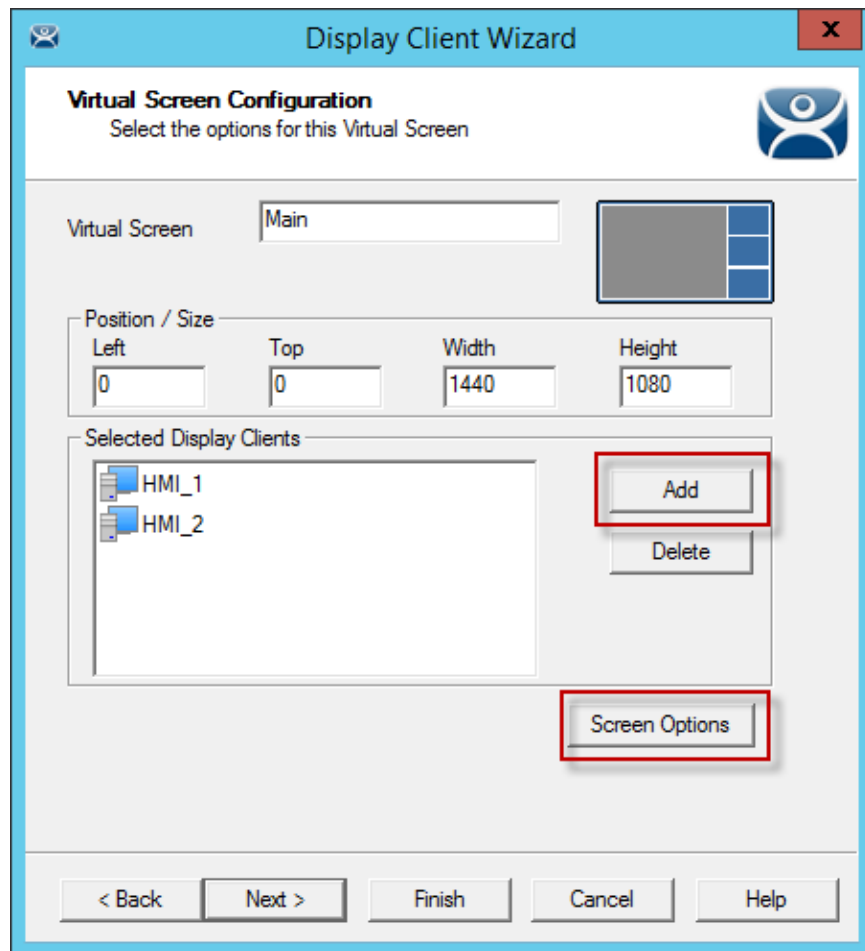 Display Client Wizard
x
Virtual Screen Configuration
Select the options for this Virtual Screen
Virtual Screen
Main
Position / Size
Left Top Width Height
0 0 1440 1080
Selected Display Clients
HMI_1
HMI_2
Add
Delete
Screen Options
< Back Next > Finish Cancel Help